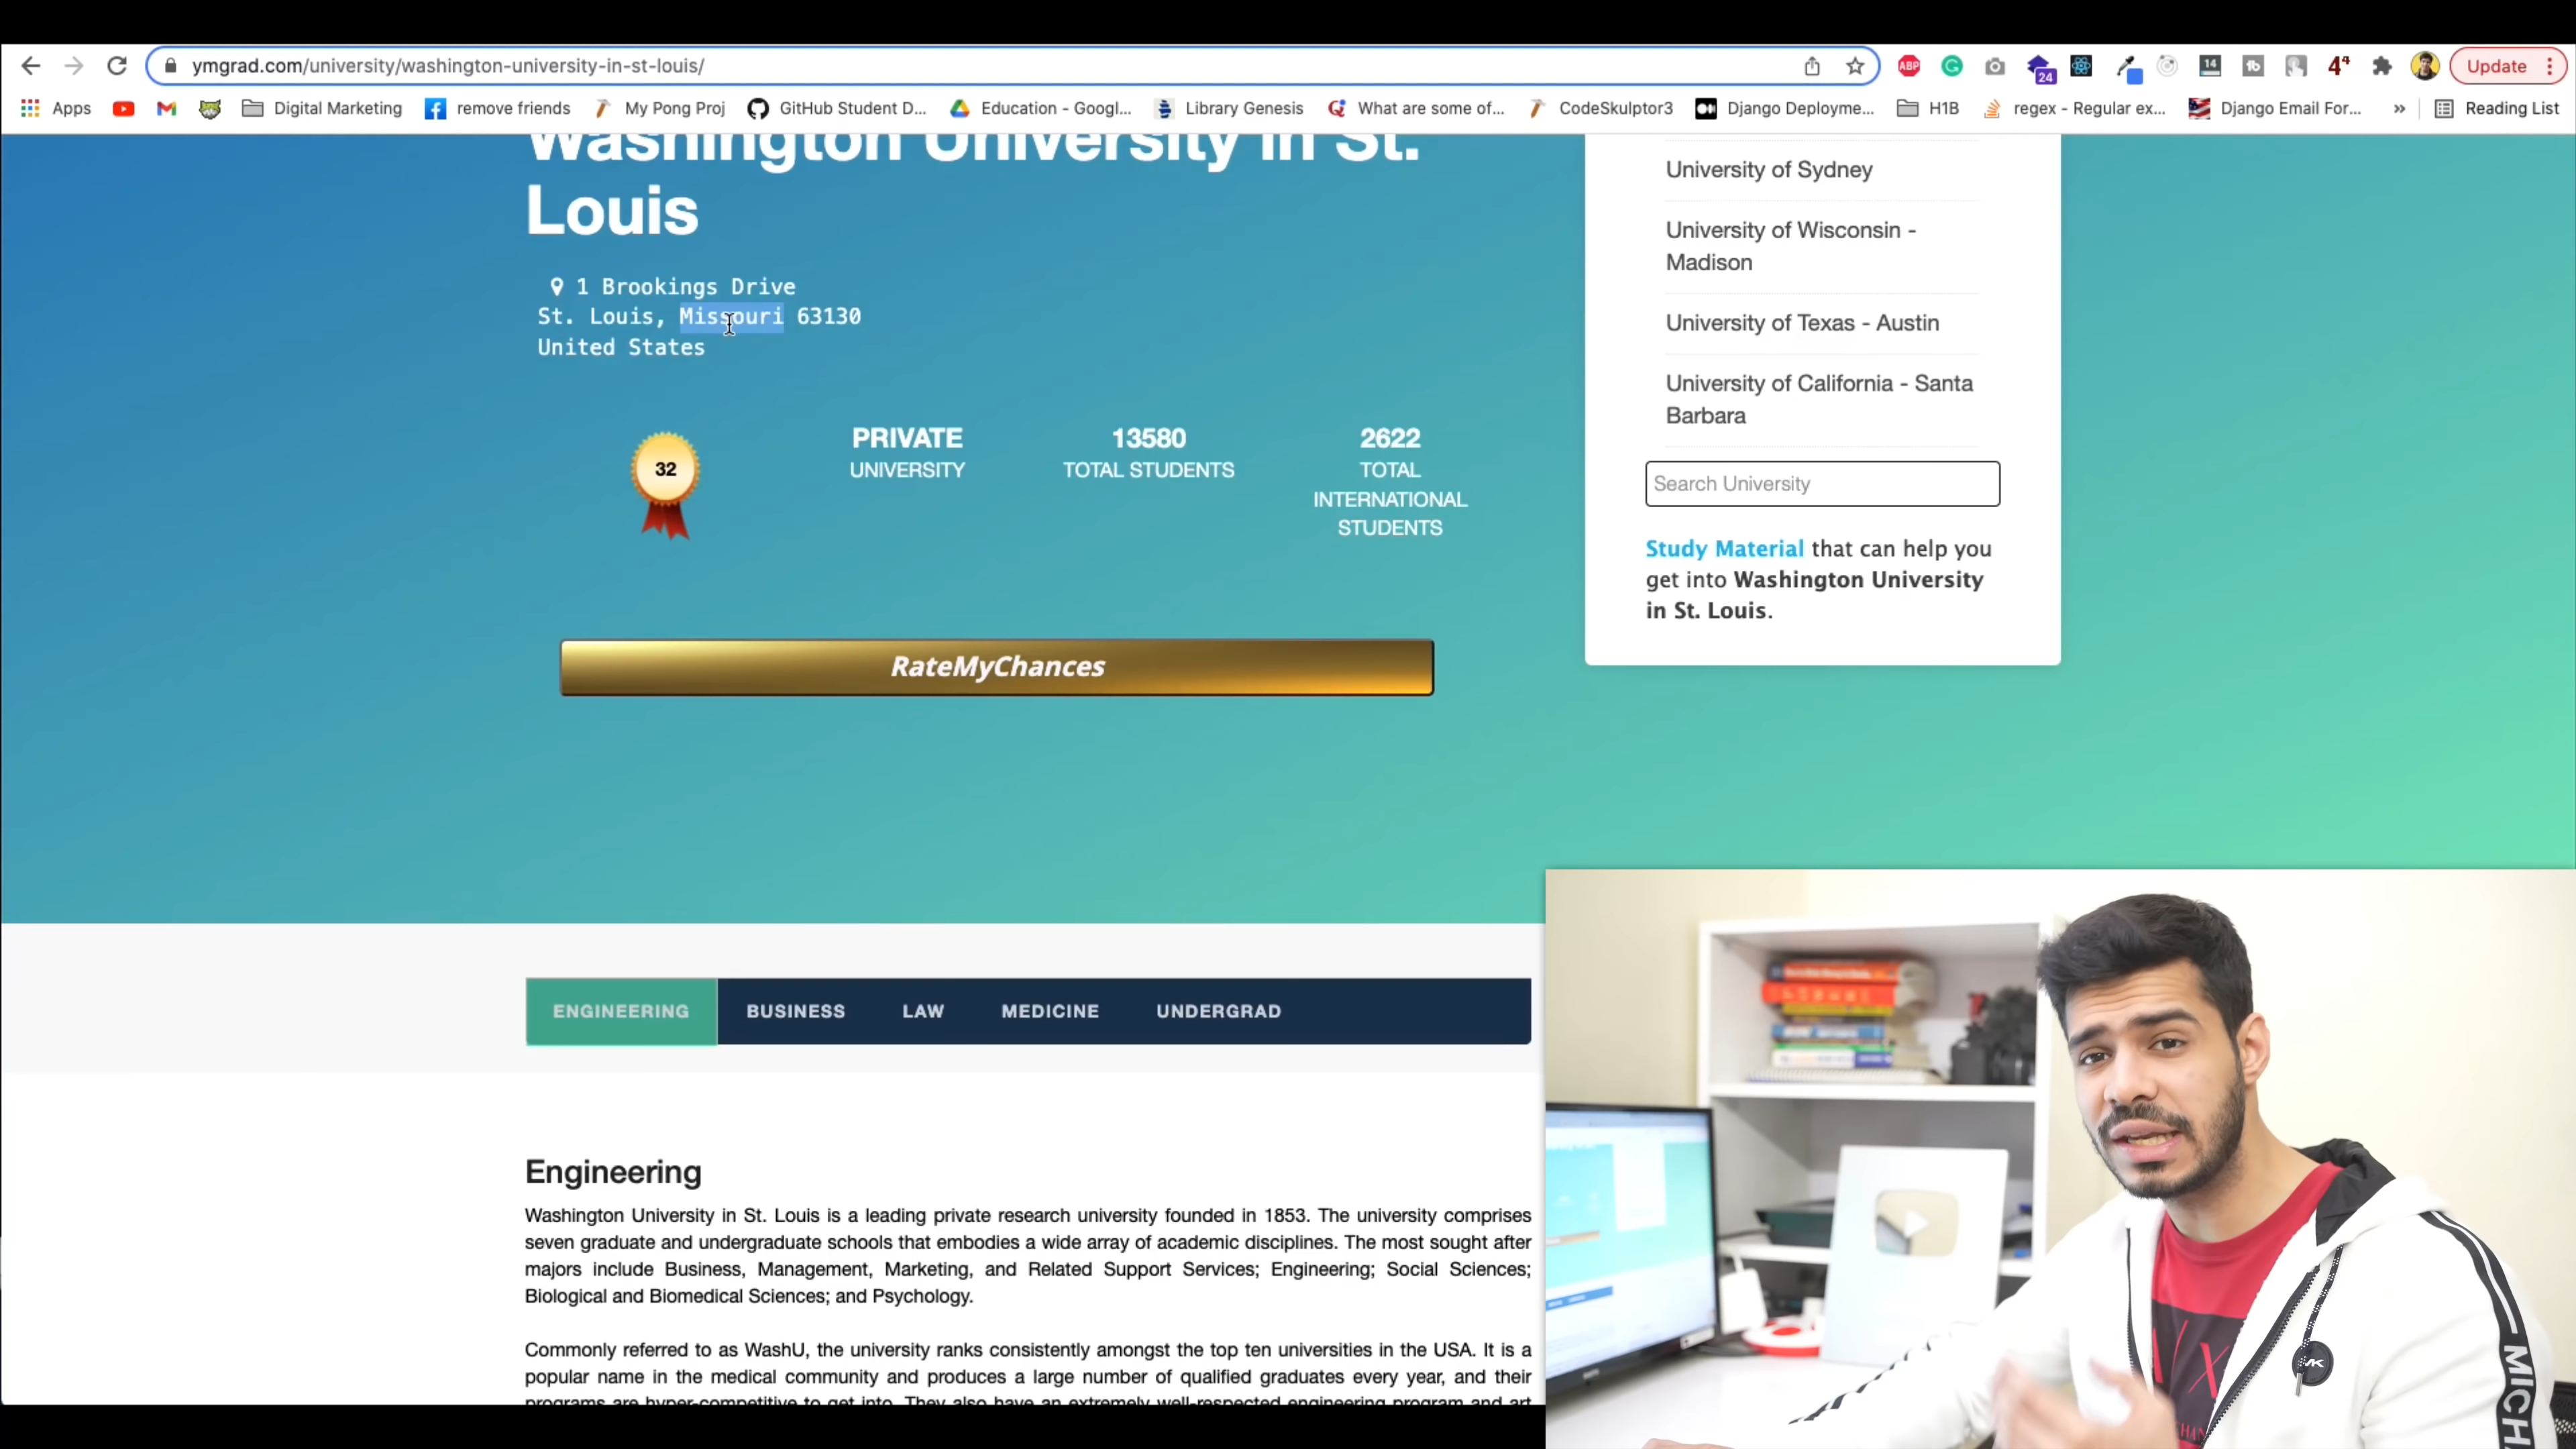 ymgrad.com/university/washington-university-in-st-louis/
ABP
24
14
tb
4⁴
Update
Apps
Digital Marketing
remove friends
My Pong Proj
GitHub Student D...
Education - Googl...
Library Genesis
What are some of...
CodeSkulptor3
Django Deployme...
H1B
regex - Regular ex...
Django Email For...
»
Reading List
Washington University in St.
Louis
1 Brookings Drive
St. Louis, Missouri 63130
United States
32
PRIVATE
UNIVERSITY
13580
TOTAL STUDENTS
2622
TOTAL
INTERNATIONAL
STUDENTS
RateMyChances
University of Sydney
University of Wisconsin -
Madison
University of Texas - Austin
University of California - Santa
Barbara
Search University
Study Material that can help you
get into Washington University
in St. Louis.
ENGINEERING
BUSINESS
LAW
MEDICINE
UNDERGRAD
Engineering
Washington University in St. Louis is a leading private research university founded in 1853. The university comprises
seven graduate and undergraduate schools that embodies a wide array of academic disciplines. The most sought after
majors include Business, Management, Marketing, and Related Support Services; Engineering; Social Sciences;
Biological and Biomedical Sciences; and Psychology.
Commonly referred to as WashU, the university ranks consistently amongst the top ten universities in the USA. It is a
popular name in the medical community and produces a large number of qualified graduates every year, and their
programs are hyper-competitive to get into. They also have an extremely well-respected engineering program and art
MICH
MK